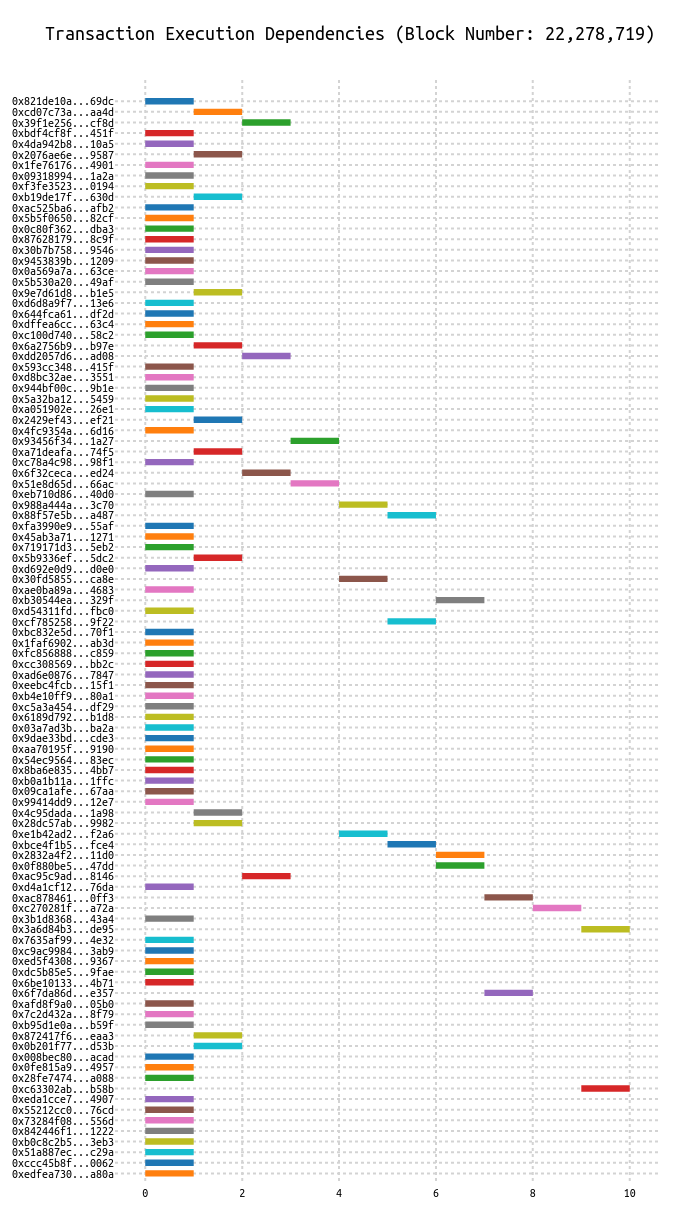 Transaction Execution Dependencies (Block Number: 22,278,719)
0x821de10a...69dc
0xcd07c73a...aa4d
0x39f1e256...cf8d
0xbdf4cf8f...451f
0x4da942b8...10a5
0x2076ae6e...9587
0x1fe76176...4901
0x09318994...1a2a
0xf3fe3523...0194
0xb19de17f...630d
0xac525ba6...afb2
0x5b5f0650...82cf
0x0c80f362...dba3
0x87628179...8c9f
0x30b7b758...9546
0x9453839b...1209
0x0a569a7a...63ce
0x5b530a20...49af
0x9e7d61d8...b1e5
0xd6d8a9f7...13e6
0x644fca61...df2d
0xdffea6cc...63c4
0xc100d740...58c2
0x6a2756b9...b97e
0xdd2057d6...ad08
0x593cc348...415f
0xd8bc32ae...3551
0x944bf00c...9b1e
0x5a32ba12...5459
0xa051902e...26e1
0x2429ef43...ef21
0x4fc9354a...6d16
0x93456f34...1a27
0xa71deafa...74f5
0xc78a4c98...98f1
0x6f32ceca...ed24
0x51e8d65d...66ac
0xeb710d86...40d0
0x988a444a...3c70
0x88f57e5b...a487
0xfa3990e9...55af
0x45ab3a71...1271
0x719171d3...5eb2
0x5b9336ef...5dc2
0xd692e0d9...d0e0
0x30fd5855...ca8e
0xae0ba89a...4683
0xb30544ea...329f
0xd54311fd...fbc0
0xcf785258...9f22
0xbc832e5d...70f1
0x1faf6902...ab3d
0xfc856888...c859
0xcc308569...bb2c
0xad6e0876...7847
0xeebc4fcb...15f1
0xb4e10ff9...80a1
0xc5a3a454...df29
0x6189d792...b1d8
0x03a7ad3b...ba2a
0x9dae33bd...cde3
0xaa70195f...9190
0x54ec9564...83ec
0x8ba6e835...4bb7
0xb0a1b11a...1ffc
0x09ca1afe...67aa
0x99414dd9...12e7
0x4c95dada...1a98
0x28dc57ab...9982
0xe1b42ad2...f2a6
0xbce4f1b5...fce4
0x2832a4f2...11d0
0x0f880be5...47dd
0xac95c9ad...8146
0xd4a1cf12...76da
0xac878461...0ff3
0xc270281f...a72a
0x3b1d8368...43a4
0x3a6d84b3...de95
0x7635af99...4e32
0xc9ac9984...3ab9
0xed5f4308...9367
0xdc5b85e5...9fae
0x6be10133...4b71
0x6f7da86d...e357
0xafd8f9a0...05b0
0x7c2d432a...8f79
0xb95d1e0a...b59f
0x872417f6...eaa3
0x0b201f77...d53b
0x008bec80...acad
0x0fe815a9...4957
0x28fe7474...a088
0xc63302ab...b58b
0xeda1cce7...4907
0x55212cc0...76cd
0x73284f08...556d
0x842446f1...1222
0xb0c8c2b5...3eb3
0x51a887ec...c29a
0xccc45b8f...0062
0xedfea730...a80a
0 2 4 6 8 10